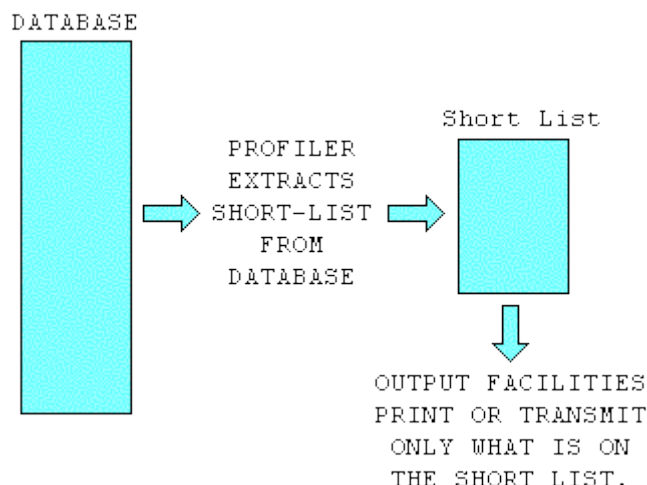 DATABASE
Short List
PROFILER
EXTRACTS
SHORT-LIST
FROM
DATABASE
OUTPUT FACILITIES
PRINT OR TRANSMIT
ONLY WHAT IS ON
THE SHORT LIST.